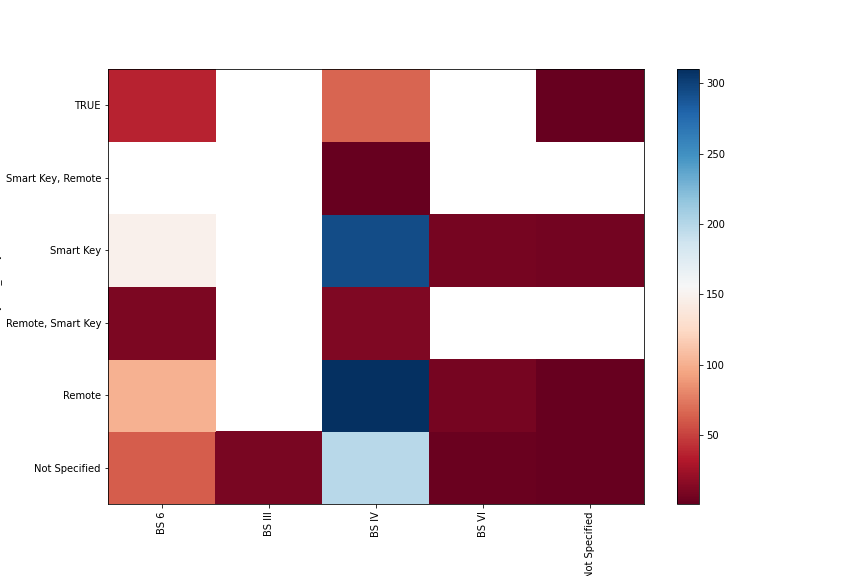 TRUE
Smart Key, Remote
Smart Key
Remote, Smart Key
Remote
Not Specified
BS 6
BS III
BS IV
BS VI
Not Specified
300
250
200
150
100
50